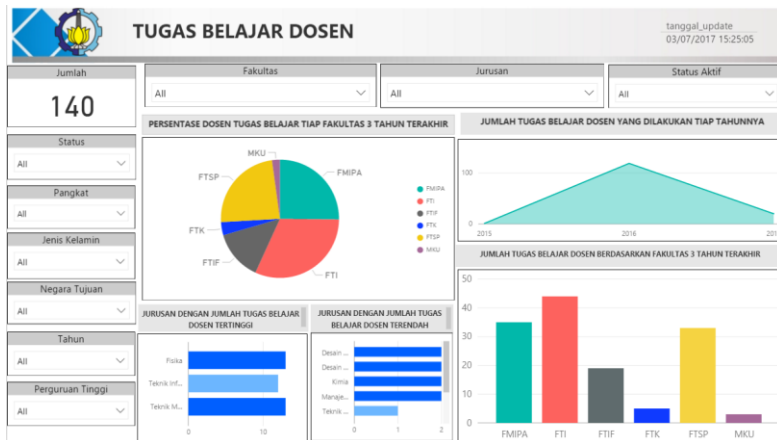 TUGAS BELAJAR DOSEN
tanggal_update
03/07/2017 15:25:05
Jumlah
140
Fakultas
All
Jurusan
All
Status Aktif
All
Status
All
Pangkat
All
Jenis Kelamin
All
Negara Tujuan
All
Tahun
All
Perguruan Tinggi
All
PERSENTASE DOSEN TUGAS BELAJAR TIAP FAKULTAS 3 TAHUN TERAKHIR
MKU
FTSP
FMIPA
FTK
FTIF
FTI
FMIPA
FTI
FTIF
FTK
FTSP
MKU
JUMLAH TUGAS BELAJAR DOSEN YANG DILAKUKAN TIAP TAHUNNYA
100
0
2015
2016
201
JURUSAN DENGAN JUMLAH TUGAS BELAJAR
DOSEN TERTINGGI
Fisika
Teknik Inf...
Teknik M...
0
10
JURUSAN DENGAN JUMLAH TUGAS
BELAJAR DOSEN TERENDAH
Desain ...
Desain ...
Kimia
Manaje...
Teknik ...
0
1
2
JUMLAH TUGAS BELAJAR DOSEN BERDASARKAN FAKULTAS 3 TAHUN TERAKHIR
50
40
30
20
10
0
FMIPA
FTI
FTIF
FTK
FTSP
MKU